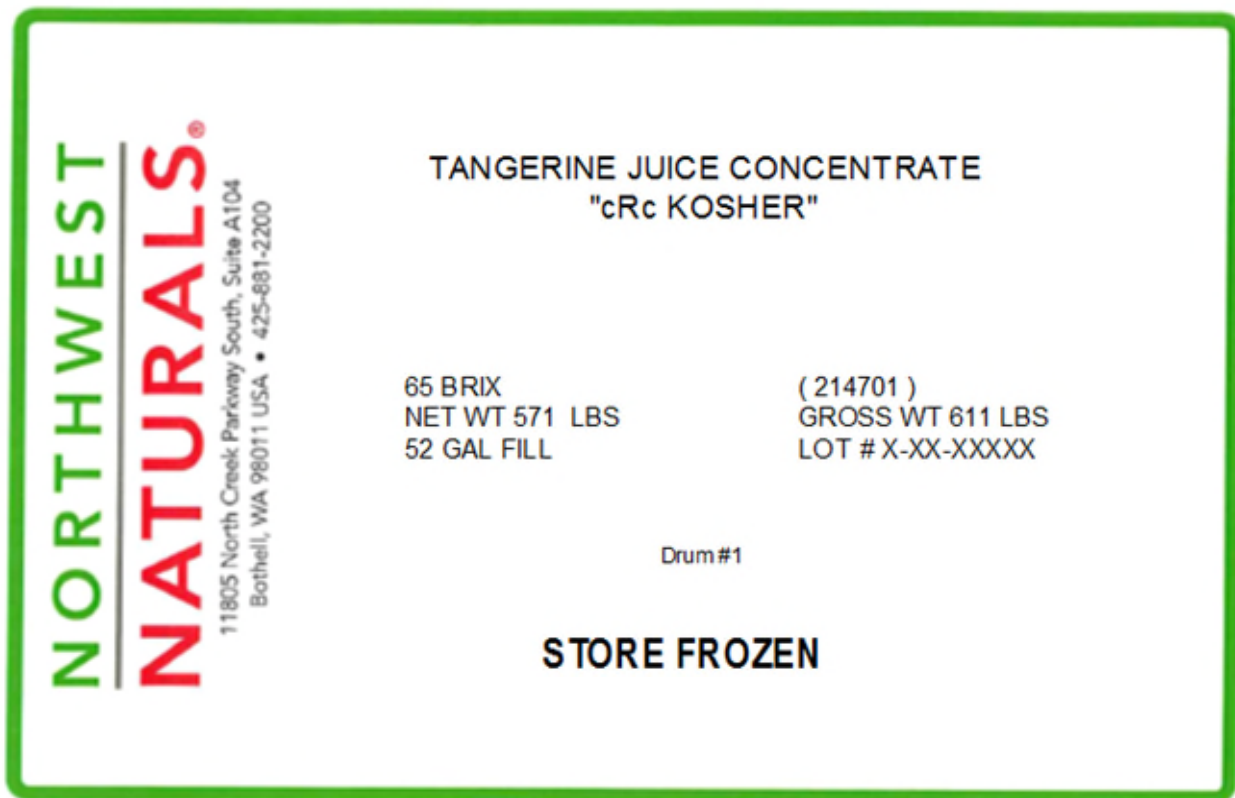 NORTHWEST
NATURALS®
11805 North Creek Parkway South, Suite A104
Bothell, WA 98011 USA • 425-881-2200
TANGERINE JUICE CONCENTRATE
"cRc KOSHER"
65 BRIX ( 214701 )
NET WT 571 LBS GROSS WT 611 LBS
52 GAL FILL LOT # X-XX-XXXXX
Drum #1
STORE FROZEN